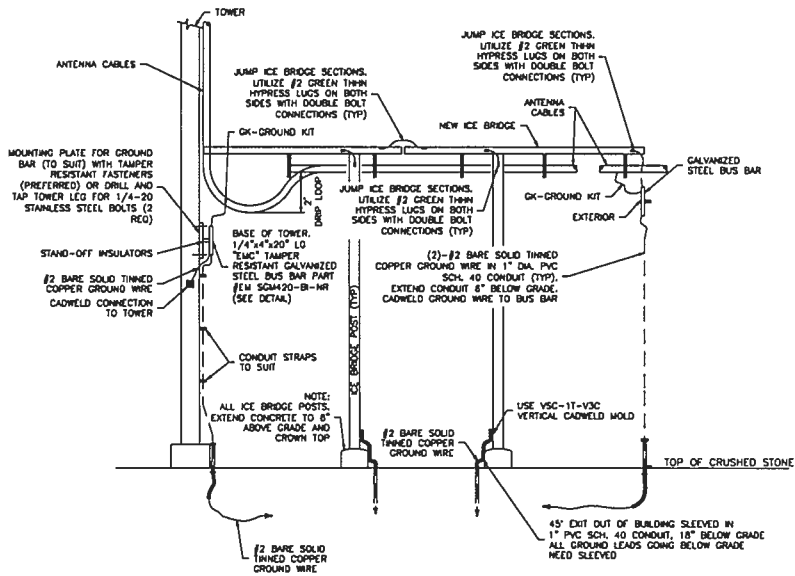 TOWER
ANTENNA CABLES
JUMP ICE BRIDGE SECTIONS.
UTILIZE #2 GREEN THHN
HYPRESS LUGS ON BOTH
SIDES WITH DOUBLE BOLT
CONNECTIONS (TYP)
JUMP ICE BRIDGE SECTIONS.
UTILIZE #2 GREEN THHN
HYPRESS LUGS ON BOTH
SIDES WITH DOUBLE BOLT
CONNECTIONS (TYP)
ANTENNA
CABLES
NEW ICE BRIDGE
GK-GROUND KIT
MOUNTING PLATE FOR GROUND
BAR (TO SUIT) WITH TAMPER
RESISTANT FASTENERS
(PREFERRED) OR DRILL AND
TAP TOWER LEG FOR 1/4-20
STAINLESS STEEL BOLTS (2
REQ)
GALVANIZED
STEEL BUS BAR
JUMP ICE BRIDGE SECTIONS.
UTILIZE #2 GREEN THHN
HYPRESS LUGS ON BOTH
SIDES WITH DOUBLE BOLT
CONNECTIONS (TYP)
GK-GROUND KIT
EXTERIOR
2"
DRIP LOOP
BASE OF TOWER.
1/4"x4"x20" LG
"EMC" TAMPER
RESISTANT GALVANIZED
STEEL BUS BAR PART
#EM SGM420-BI-NR
(SEE DETAIL)
STAND-OFF INSULATORS
#2 BARE SOLID TINNED
COPPER GROUND WIRE
CADWELD CONNECTION
TO TOWER
(2)-#2 BARE SOLID TINNED
COPPER GROUND WIRE IN 1" DIA. PVC
SCH. 40 CONDUIT (TYP).
EXTEND CONDUIT 6" BELOW GRADE.
CADWELD GROUND WIRE TO BUS BAR
ICE BRIDGE POST (TYP)
CONDUIT STRAPS
TO SUIT
NOTE:
ALL ICE BRIDGE POSTS.
EXTEND CONCRETE TO 6"
ABOVE GRADE AND
CROWN TOP
#2 BARE SOLID
TINNED COPPER
GROUND WIRE
USE VSC-1T-V3C
VERTICAL CADWELD MOLD
TOP OF CRUSHED STONE
45° EXIT OUT OF BUILDING SLEEVED IN
1" PVC SCH. 40 CONDUIT, 18" BELOW GRADE
ALL GROUND LEADS GOING BELOW GRADE
NEED SLEEVED
#2 BARE SOLID
TINNED COPPER
GROUND WIRE